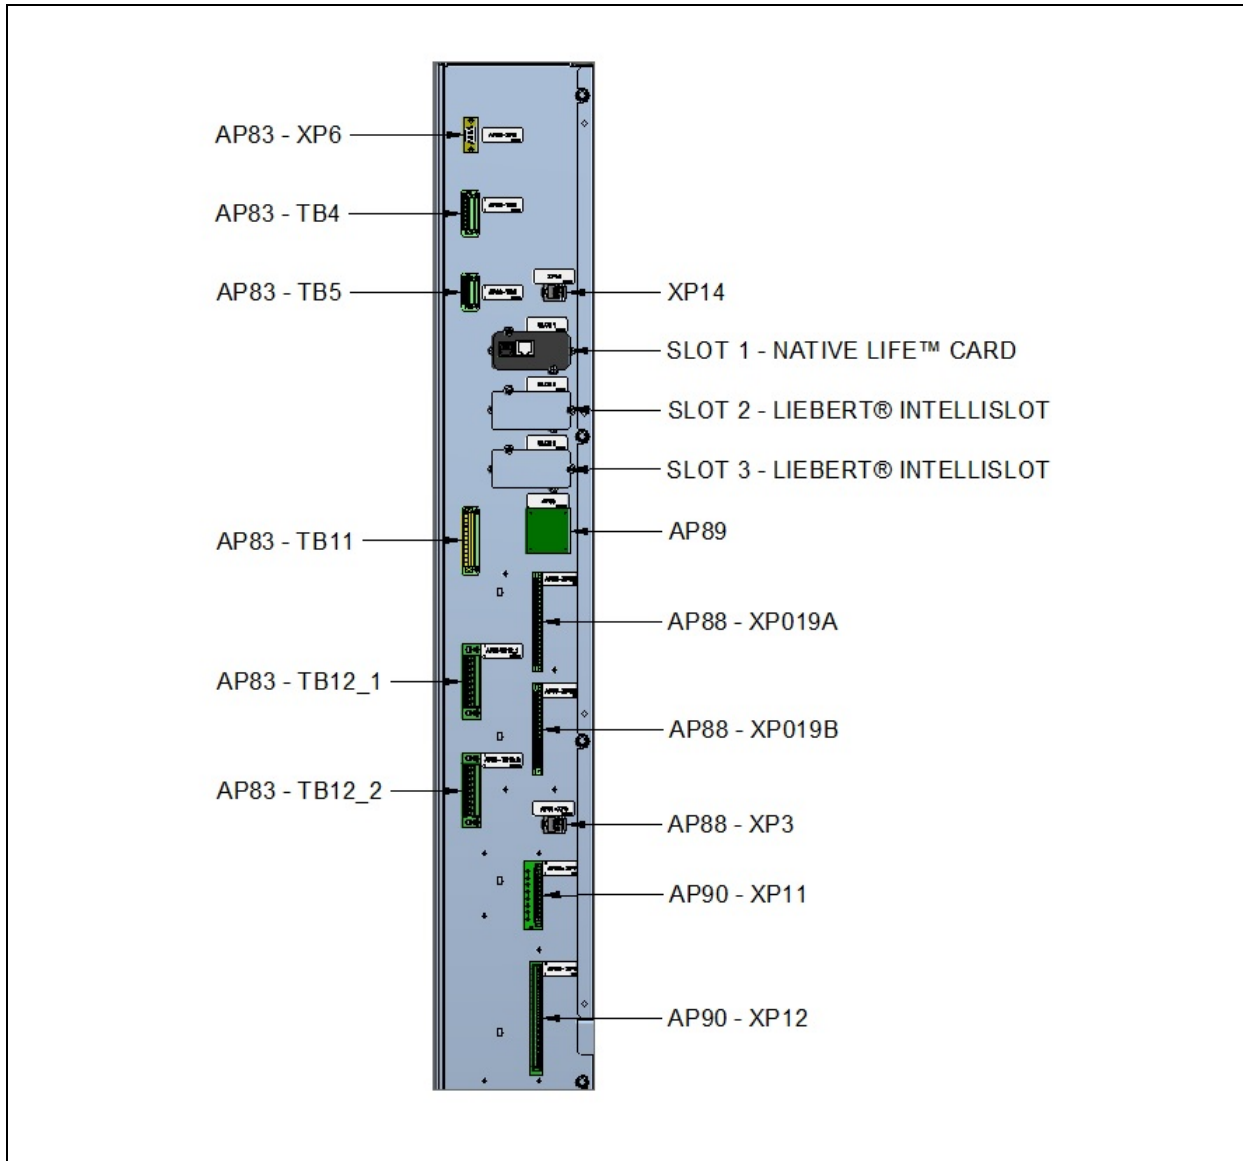 AP83 - XP6
AP83 - TB4
AP83 - TB5
XP14
SLOT 1 - NATIVE LIFE™ CARD
SLOT 2 - LIEBERT® INTELLISLOT
SLOT 3 - LIEBERT® INTELLISLOT
AP83 - TB11
AP89
AP88 - XP019A
AP83 - TB12_1
AP88 - XP019B
AP83 - TB12_2
AP88 - XP3
AP90 - XP11
AP90 - XP12